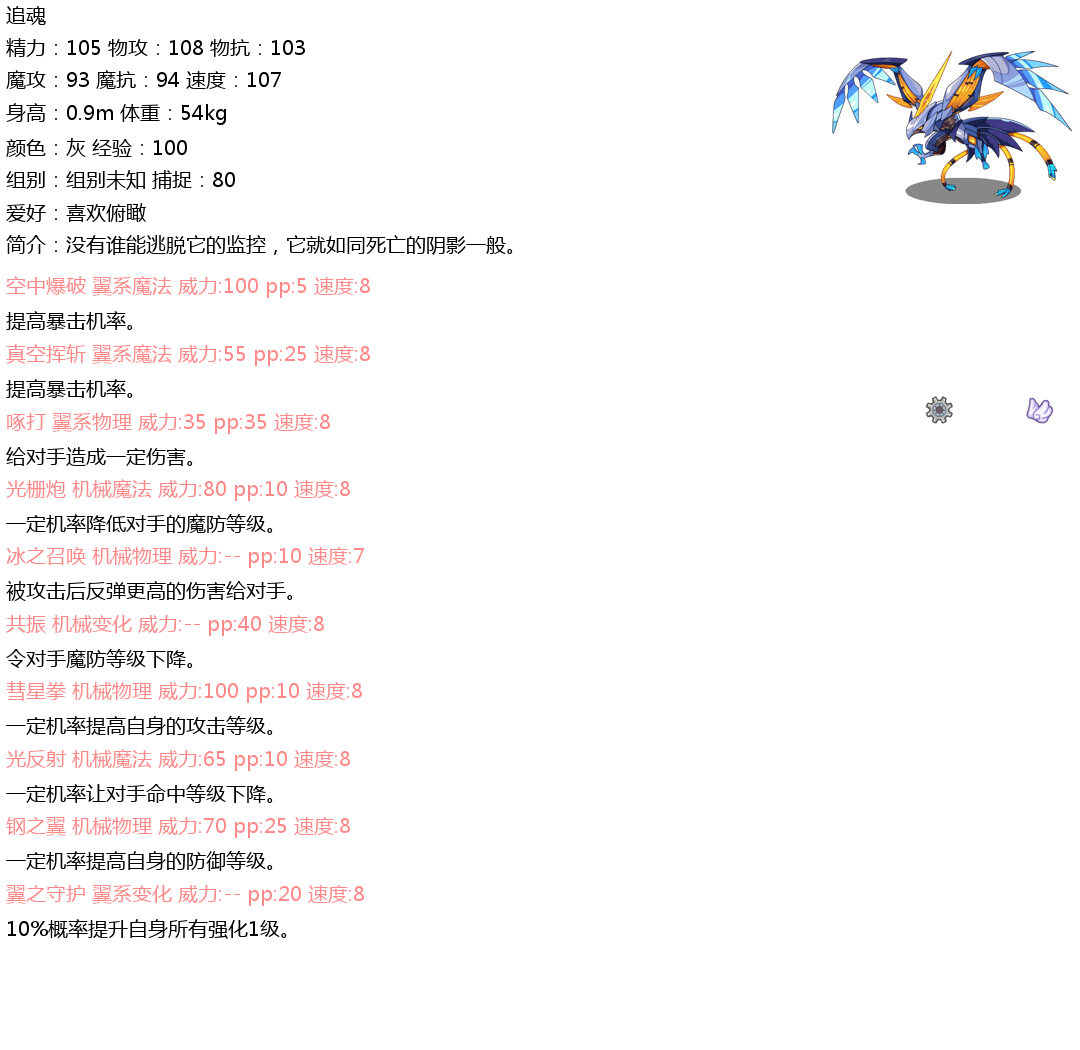 追魂
精力：105 物攻：108 物抗：103
魔攻：93 魔抗：94 速度：107
身高：0.9m 体重：54kg
颜色：灰 经验：100
组别：组别未知 捕捉：80
爱好：喜欢俯瞰
简介：没有谁能逃脱它的监控，它就如同死亡的阴影一般。
空中爆破 翼系魔法 威力:100 pp:5 速度:8
提高暴击机率。
真空挥斩 翼系魔法 威力:55 pp:25 速度:8
提高暴击机率。
啄打 翼系物理 威力:35 pp:35 速度:8
给对手造成一定伤害。
光栅炮 机械魔法 威力:80 pp:10 速度:8
一定机率降低对手的魔防等级。
冰之召唤 机械物理 威力:-- pp:10 速度:7
被攻击后反弹更高的伤害给对手。
共振 机械变化 威力:-- pp:40 速度:8
令对手魔防等级下降。
彗星拳 机械物理 威力:100 pp:10 速度:8
一定机率提高自身的攻击等级。
光反射 机械魔法 威力:65 pp:10 速度:8
一定机率让对手命中等级下降。
钢之翼 机械物理 威力:70 pp:25 速度:8
一定机率提高自身的防御等级。
翼之守护 翼系变化 威力:-- pp:20 速度:8
10%概率提升自身所有强化1级。